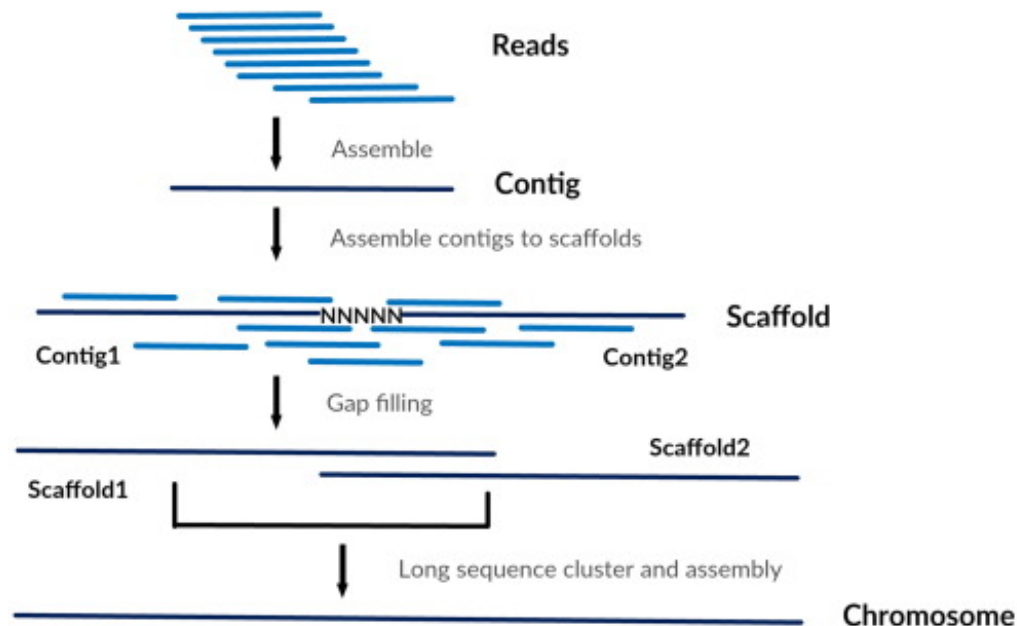 Reads
Assemble
Contig
Assemble contigs to scaffolds
NNNNN
Scaffold
Contig1
Contig2
Gap filling
Scaffold2
Scaffold1
Long sequence cluster and assembly
Chromosome